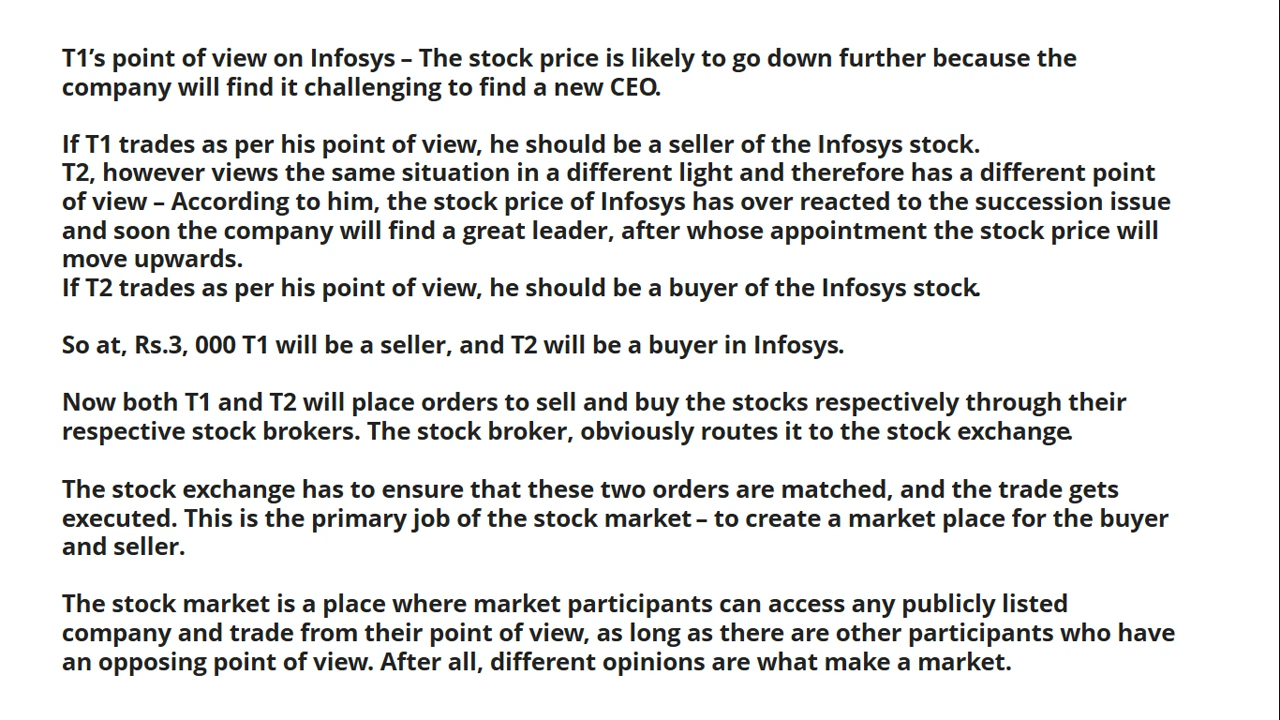 T1’s point of view on Infosys – The stock price is likely to go down further because the
company will find it challenging to find a new CEO.
If T1 trades as per his point of view, he should be a seller of the Infosys stock.
T2, however views the same situation in a different light and therefore has a different point
of view – According to him, the stock price of Infosys has over reacted to the succession issue
and soon the company will find a great leader, after whose appointment the stock price will
move upwards.
If T2 trades as per his point of view, he should be a buyer of the Infosys stock.
So at, Rs.3, 000 T1 will be a seller, and T2 will be a buyer in Infosys.
Now both T1 and T2 will place orders to sell and buy the stocks respectively through their
respective stock brokers. The stock broker, obviously routes it to the stock exchange.
The stock exchange has to ensure that these two orders are matched, and the trade gets
executed. This is the primary job of the stock market – to create a market place for the buyer
and seller.
The stock market is a place where market participants can access any publicly listed
company and trade from their point of view, as long as there are other participants who have
an opposing point of view. After all, different opinions are what make a market.